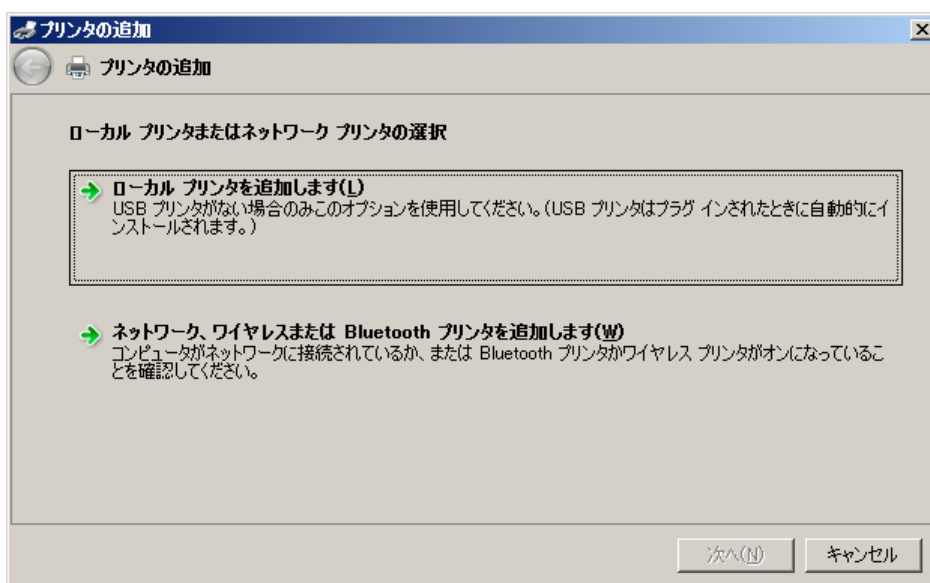 プリンタの追加
プリンタの追加
ローカル プリンタまたはネットワーク プリンタの選択
ローカル プリンタを追加します(L)
USB プリンタがない場合のみこのオプションを使用してください。(USB プリンタはプラグ インされたときに自動的にイ
ンストールされます。)
ネットワーク、ワイヤレスまたは Bluetooth プリンタを追加します(W)
コンピュータがネットワークに接続されているか、または Bluetooth プリンタかワイヤレス プリンタがオンになっているこ
とを確認してください。
次へ(N)
キャンセル